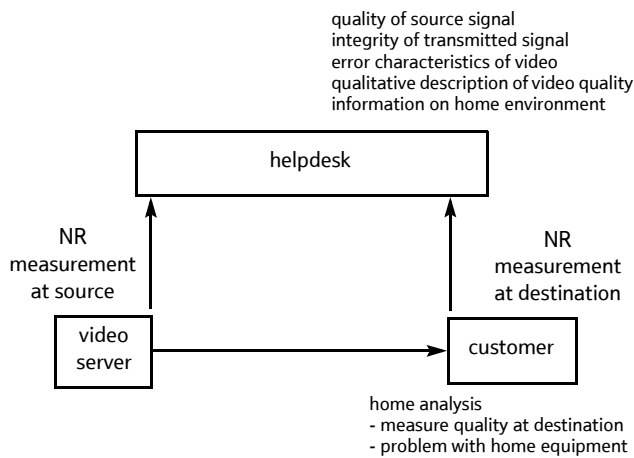 quality of source signal
integrity of transmitted signal
error characteristics of video
qualitative description of video quality
information on home environment
helpdesk
NR
measurement
at source
NR
measurement
at destination
video
server
customer
home analysis
- measure quality at destination
- problem with home equipment